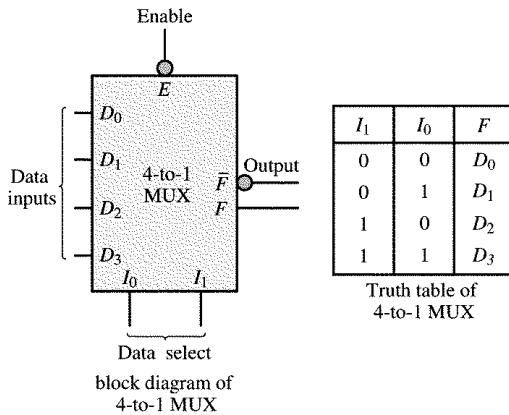 Enable
E
D₀
D₁
D₂
D₃
Data
inputs
4-to-1
MUX
F̅
F
Output
I₀ I₁
Data select
block diagram of
4-to-1 MUX
I₁ I₀ F
0 0 D₀
0 1 D₁
1 0 D₂
1 1 D₃
Truth table of
4-to-1 MUX